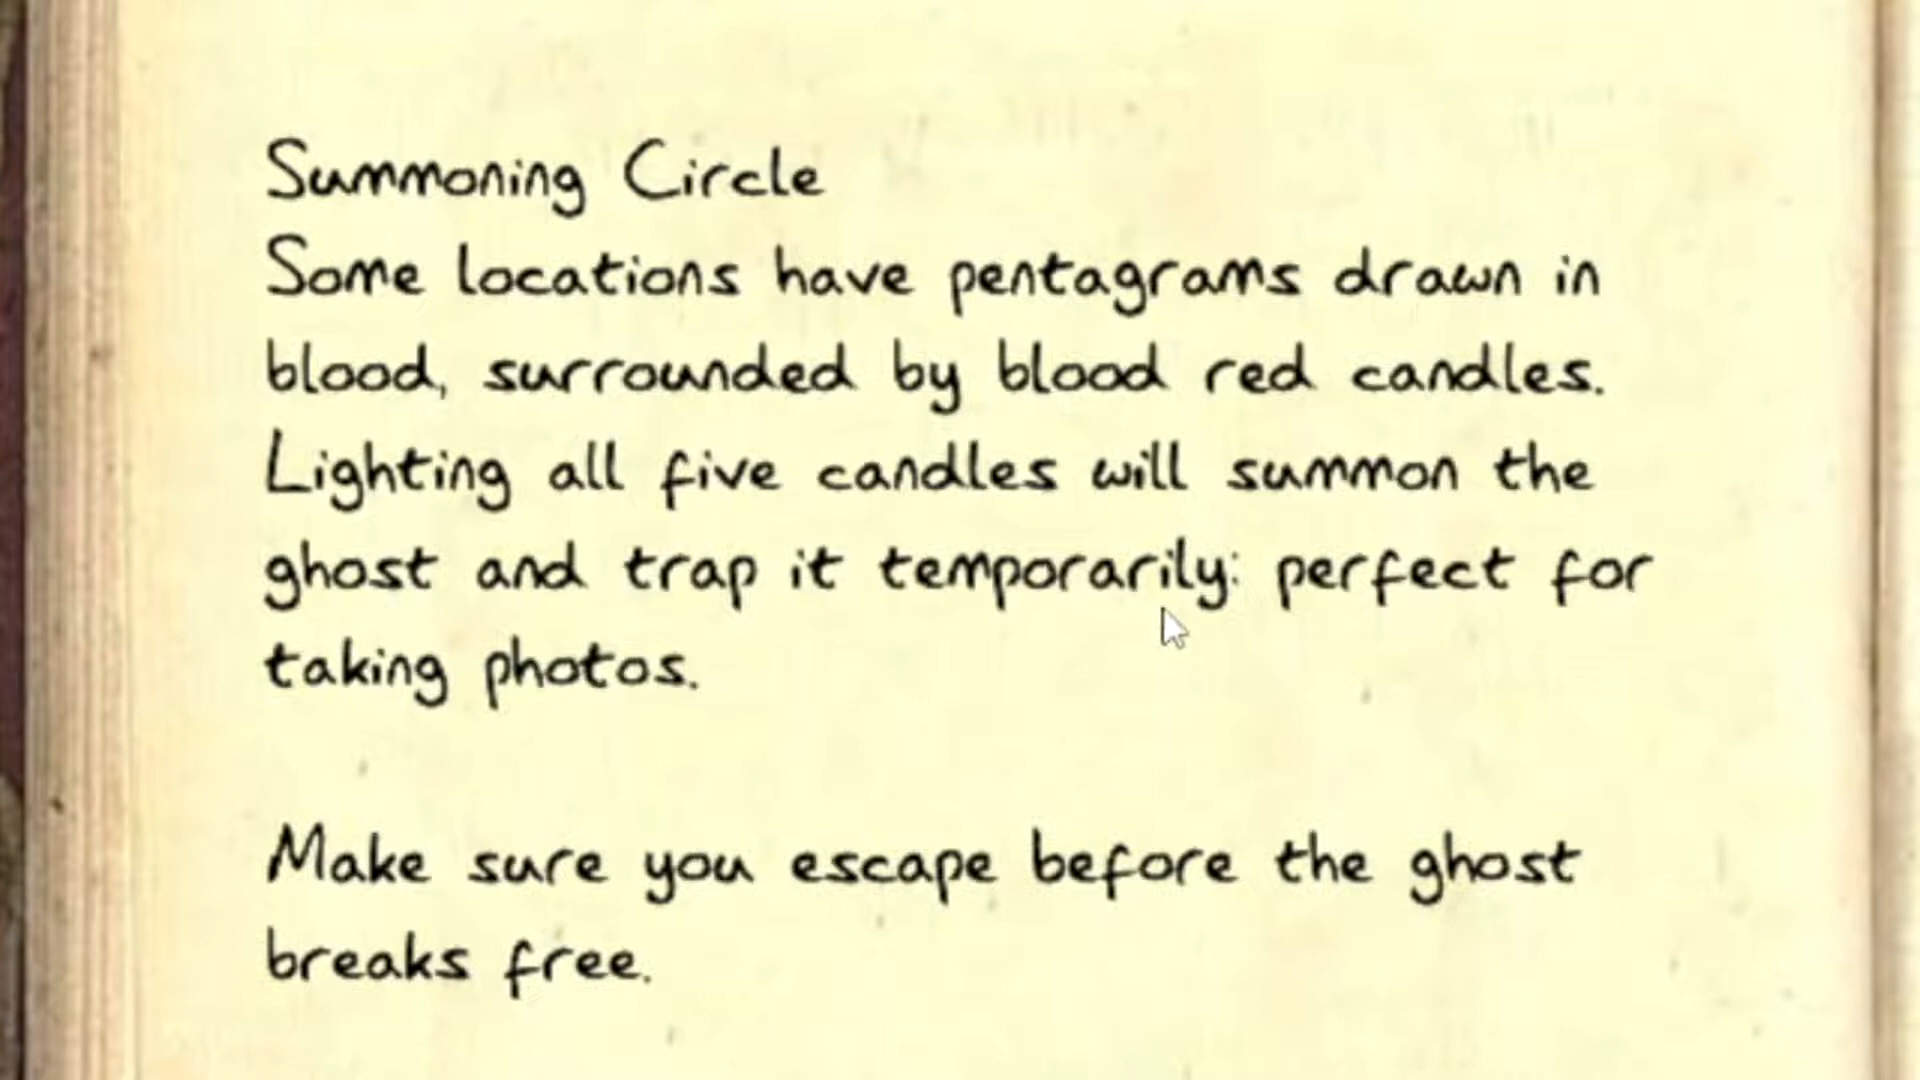 Summoning Circle
Some locations have pentagrams drawn in
blood, surrounded by blood red candles.
Lighting all five candles will summon the
ghost and trap it temporarily: perfect for
taking photos.
Make sure you escape before the ghost
breaks free.